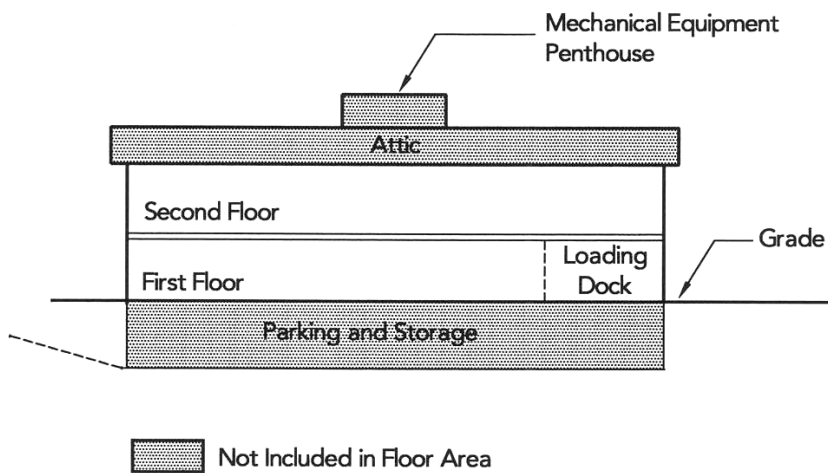 Mechanical Equipment
Penthouse
Attic
Second Floor
Grade
Loading
Dock
First Floor
Parking and Storage
Not Included in Floor Area